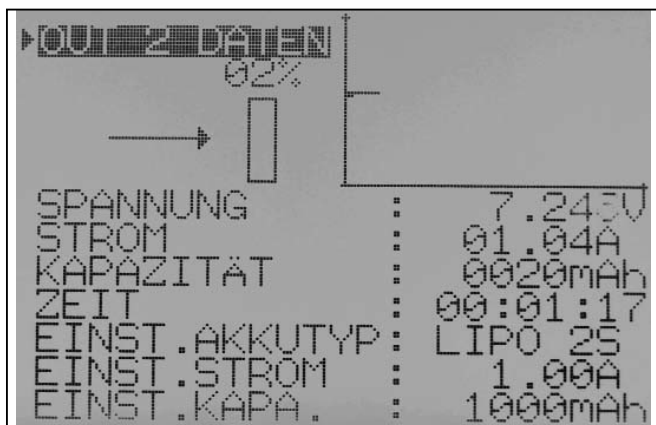 ▶OUT 2 DATEN
02%
SPANNUNG : 7.245V
STROM : 01.04A
KAPAZITÄT : 0020mAh
ZEIT : 00:01:17
EINST.AKKUTYP: LIPO 2S
EINST.STROM : 1.00A
EINST.KAPA. : 1000mAh